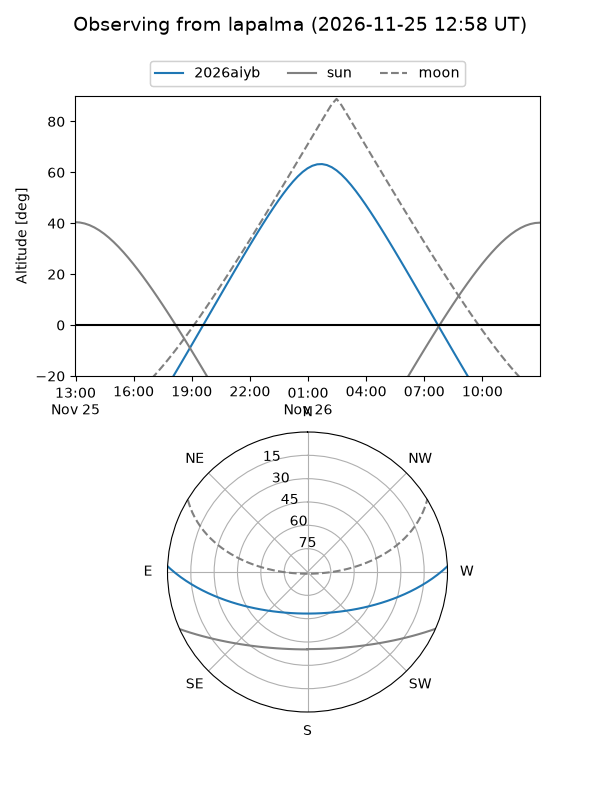 Observing from lapalma (2026-11-25 12:58 UT)
2026aiyb sun moon
Altitude [deg]
80
60
40
20
0
−20
13:00 16:00 19:00 22:00 01:00 04:00 07:00 10:00
Nov 25 Nov 26
N
NE NW
15
30
45
60
75
E W
SE SW
S